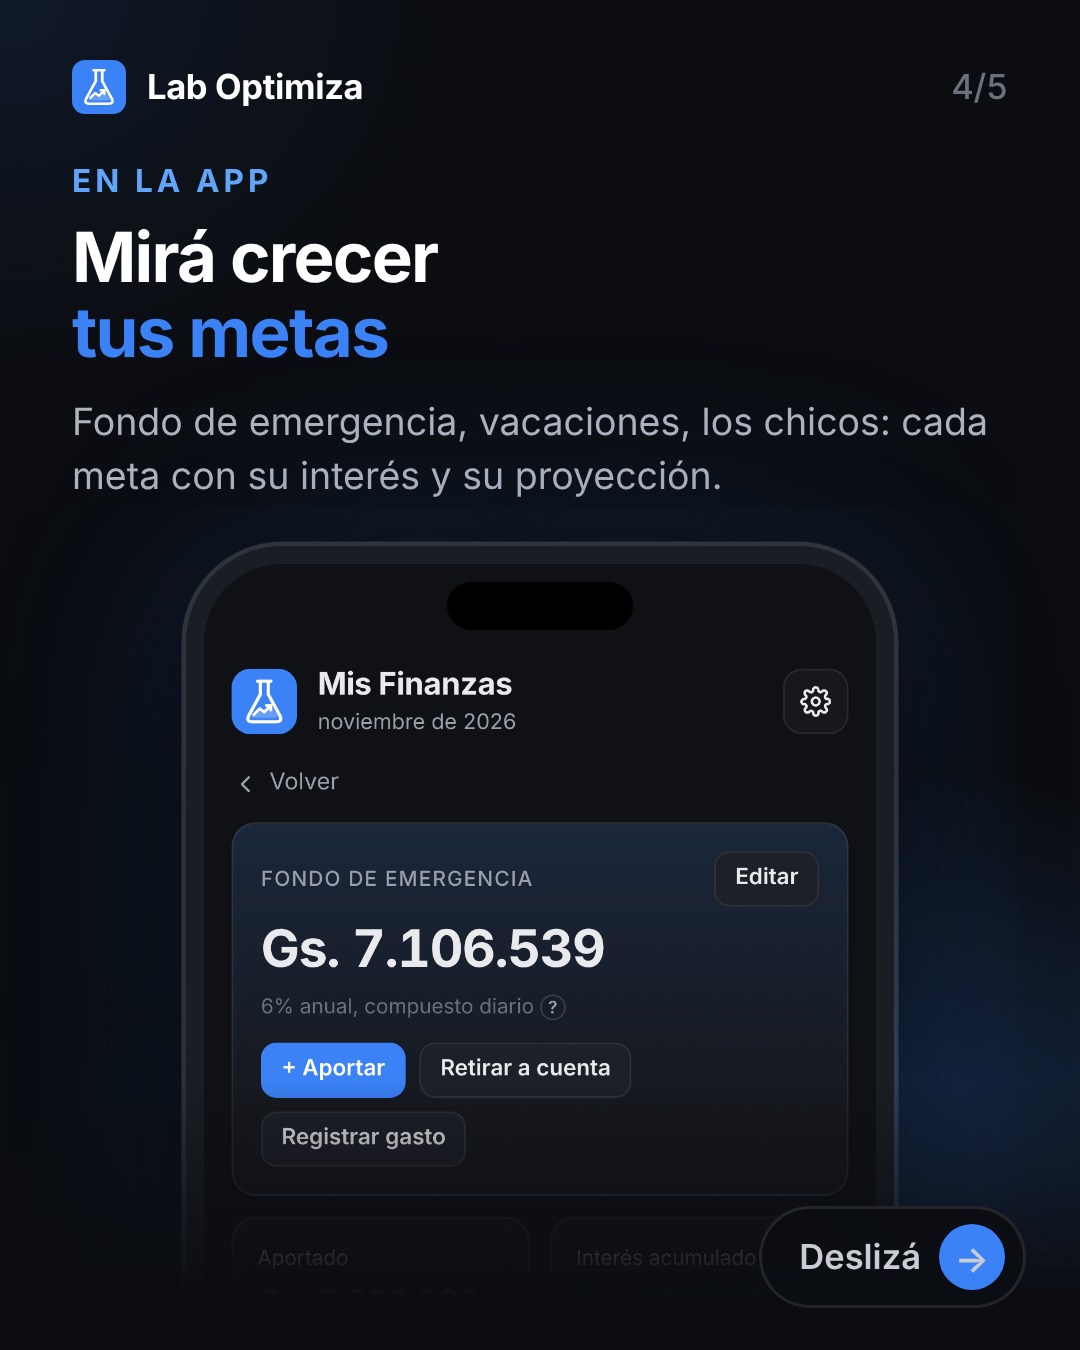 Lab Optimiza
4/5
EN LA APP
Mirá crecer
tus metas
Fondo de emergencia, vacaciones, los chicos: cada
meta con su interés y su proyección.
Mis Finanzas
noviembre de 2026
Volver
FONDO DE EMERGENCIA
Editar
Gs. 7.106.539
6% anual, compuesto diario ?
+ Aportar
Retirar a cuenta
Registrar gasto
Aportado
Interés acumulado
Deslizá